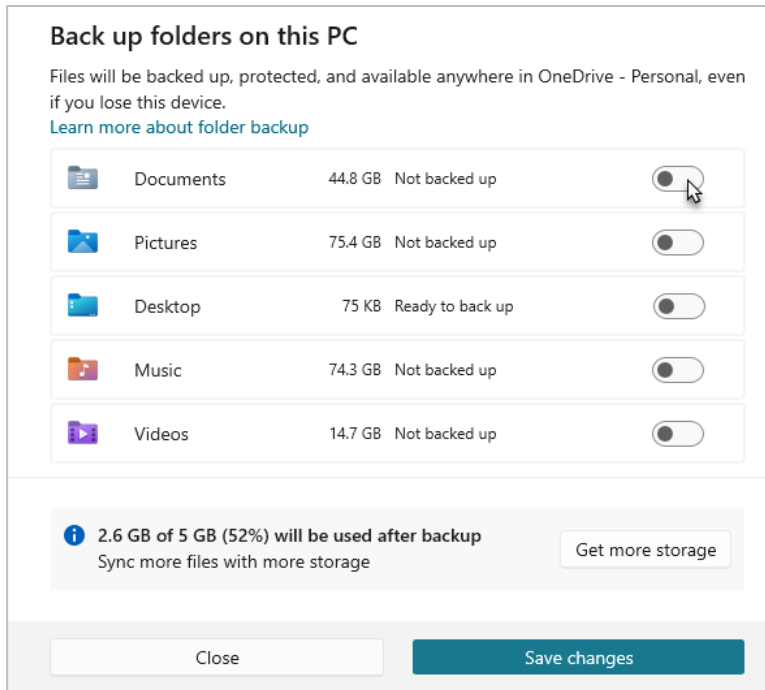 Back up folders on this PC
Files will be backed up, protected, and available anywhere in OneDrive - Personal, even
if you lose this device.
Learn more about folder backup
Documents 44.8 GB Not backed up
Pictures 75.4 GB Not backed up
Desktop 75 KB Ready to back up
Music 74.3 GB Not backed up
Videos 14.7 GB Not backed up
2.6 GB of 5 GB (52%) will be used after backup
Sync more files with more storage
Get more storage
Close Save changes